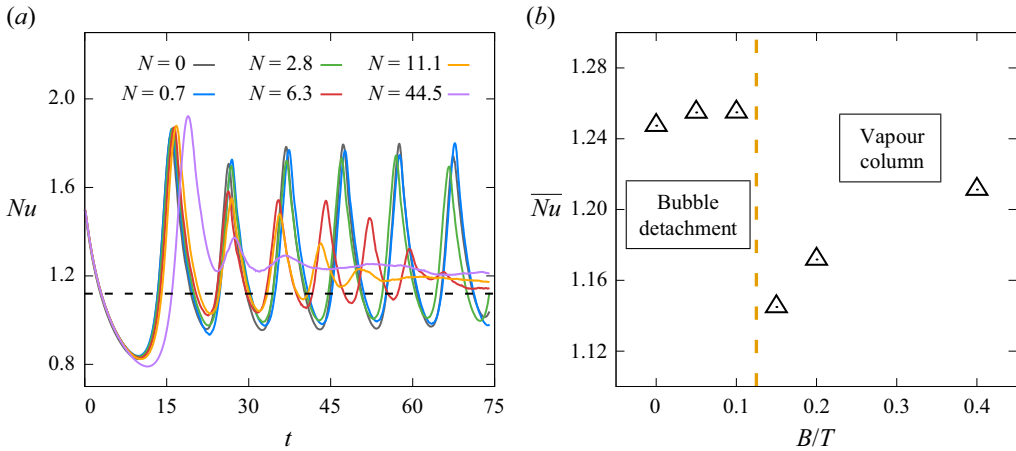 (a)
N = 0 N = 2.8 N = 11.1
N = 0.7 N = 6.3 N = 44.5
2.0
1.6
Nu
1.2
0.8
0 15 30 45 60 75
t
(b)
1.28
1.24
Vapour
column
Nu
1.20
Bubble
detachment
1.16
1.12
0 0.1 0.2 0.3 0.4
B/T